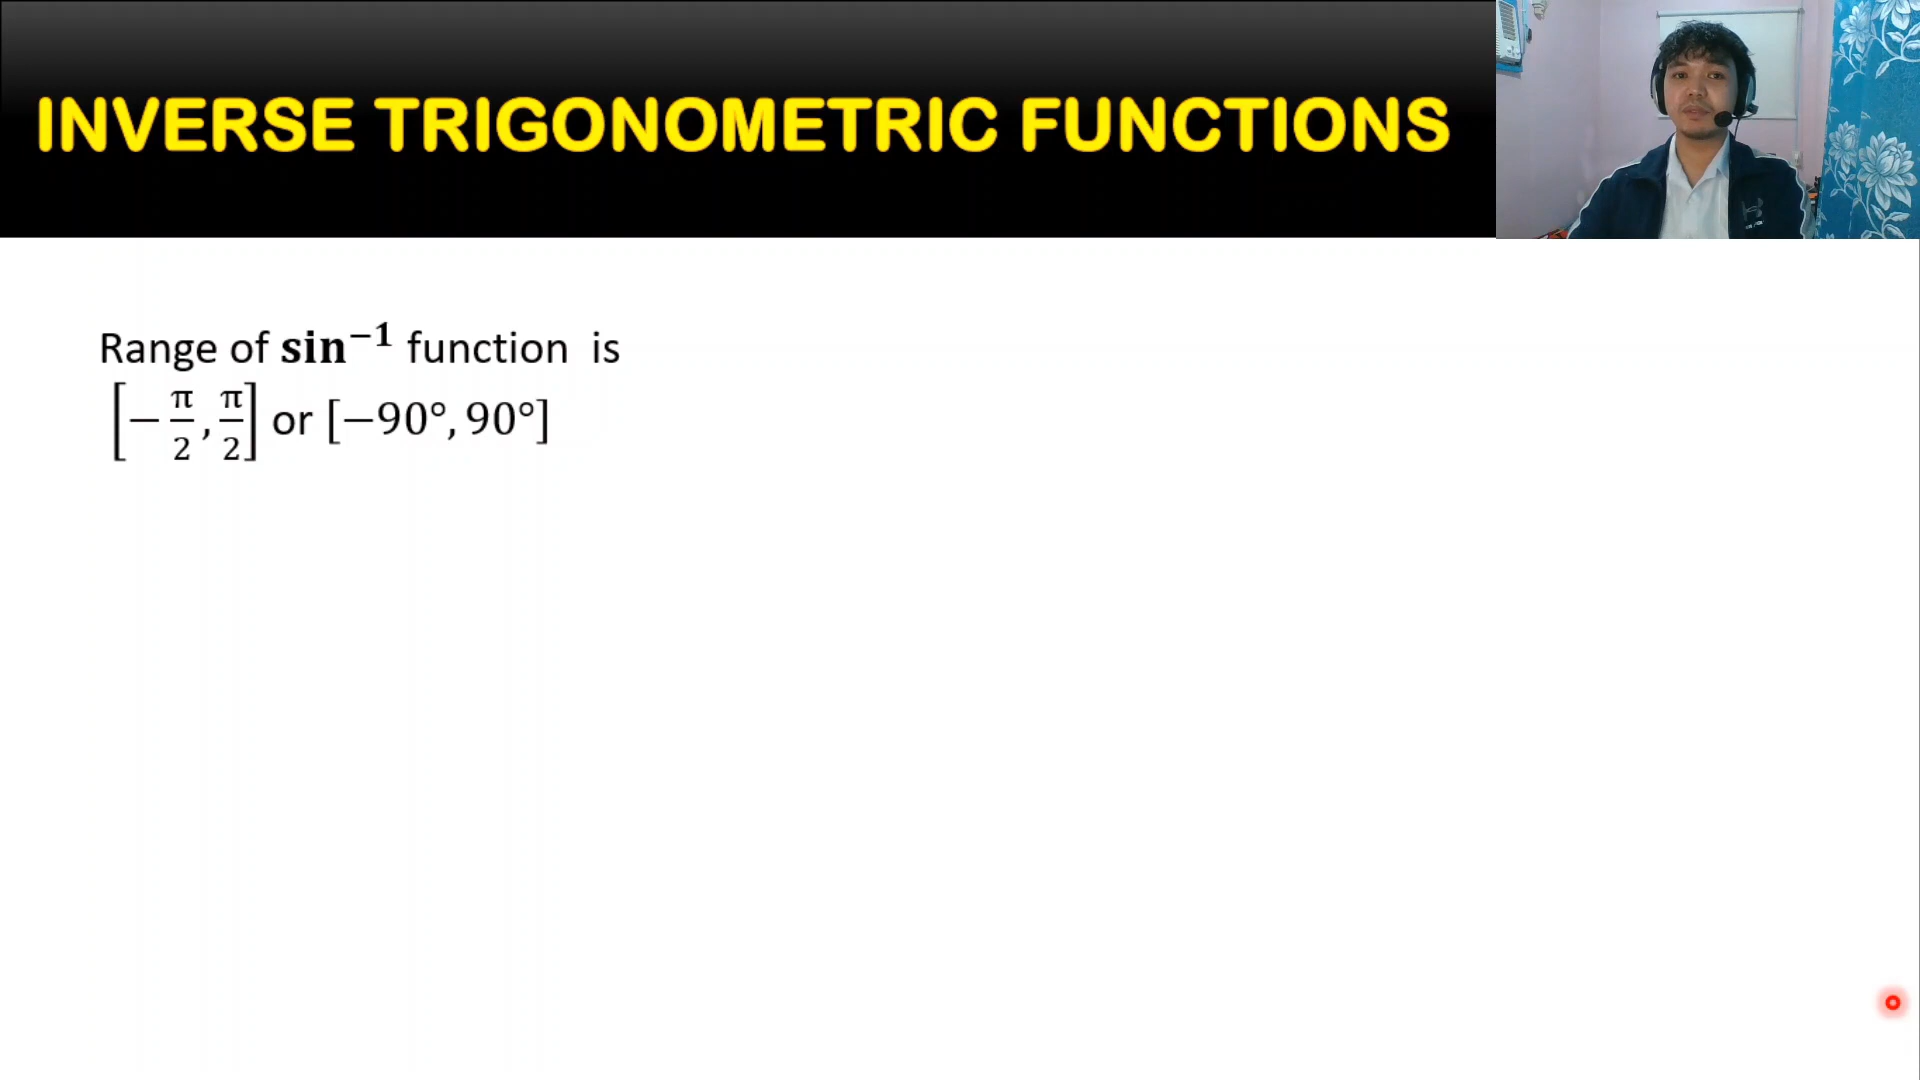 INVERSE TRIGONOMETRIC FUNCTIONS
Range of sin⁻¹ function is
[−π/2, π/2] or [−90°, 90°]